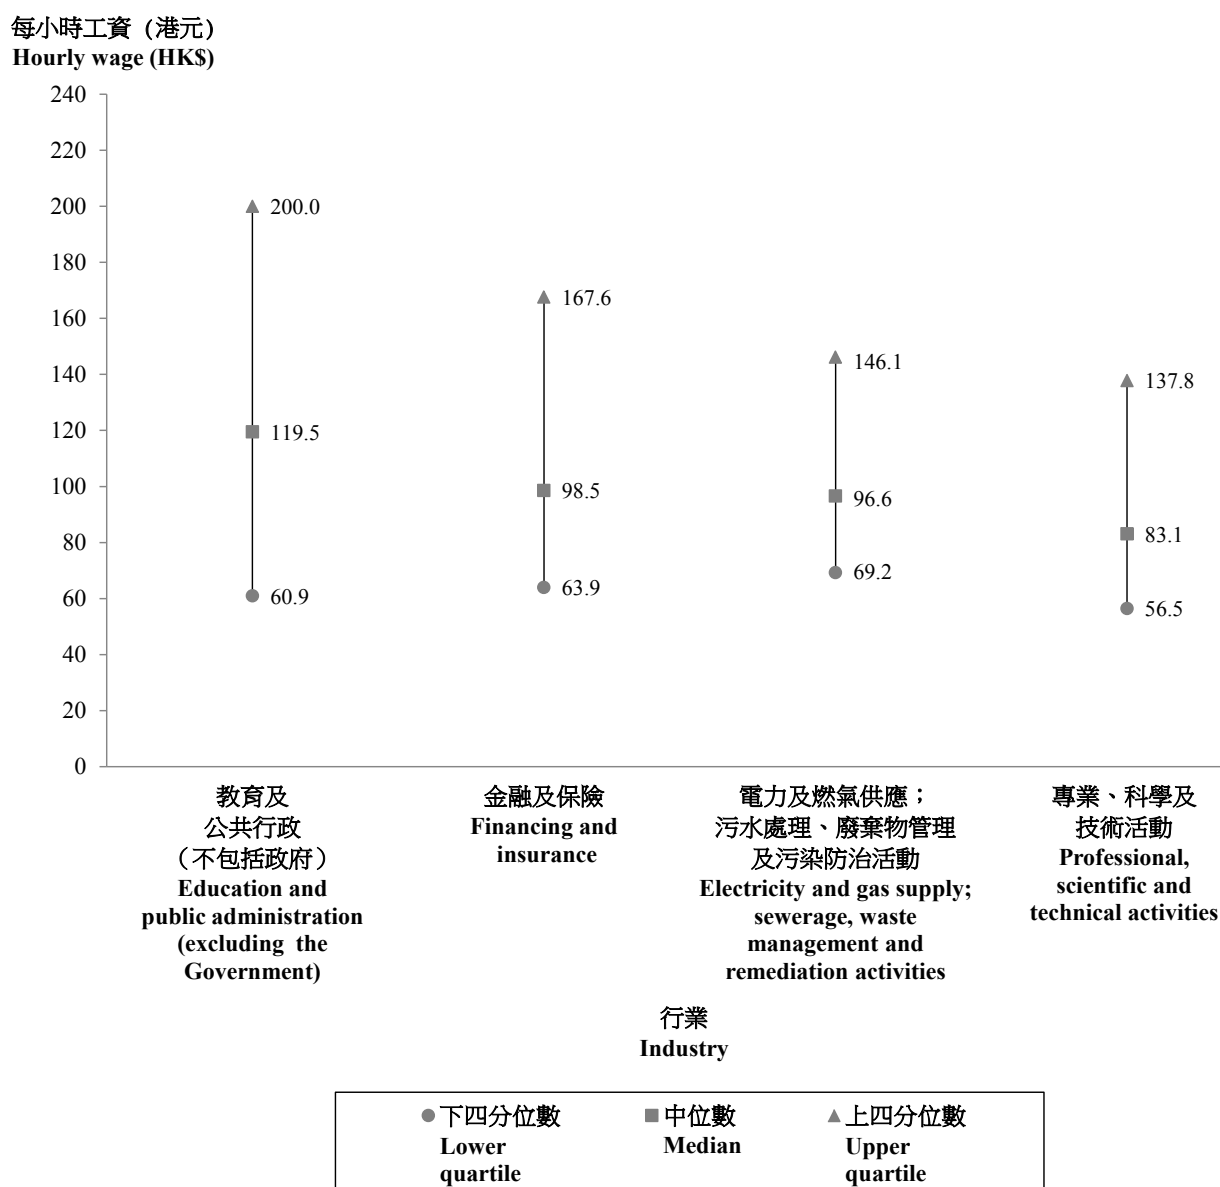 每小時工資 (港元)
Hourly wage (HK$)
240
220
200
180
160
140
120
100
80
60
40
20
0
200.0
119.5
60.9
167.6
98.5
63.9
146.1
96.6
69.2
137.8
83.1
56.5
教育及
公共行政
（不包括政府）
Education and
public administration
(excluding the
Government)
金融及保險
Financing and
insurance
電力及燃氣供應；
污水處理、廢棄物管理
及污染防治活動
Electricity and gas supply;
sewerage, waste
management and
remediation activities
專業、科學及
技術活動
Professional,
scientific and
technical activities
行業
Industry
下四分位數
Lower
quartile
中位數
Median
上四分位數
Upper
quartile